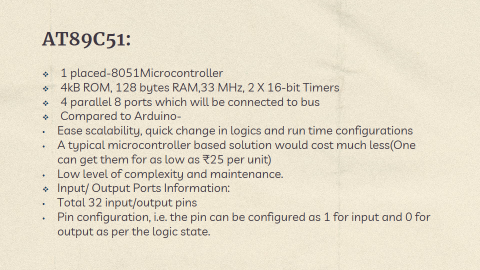 AT89C51:
❖ 1 placed-8051Microcontroller
❖ 4kB ROM, 128 bytes RAM,33 MHz, 2 X 16-bit Timers
❖ 4 parallel 8 ports which will be connected to bus
❖ Compared to Arduino-
• Ease scalability, quick change in logics and run time configurations
• A typical microcontroller based solution would cost much less(One
can get them for as low as ₹25 per unit)
• Low level of complexity and maintenance.
❖ Input/ Output Ports Information:
• Total 32 input/output pins
• Pin configuration, i.e. the pin can be configured as 1 for input and 0 for
output as per the logic state.